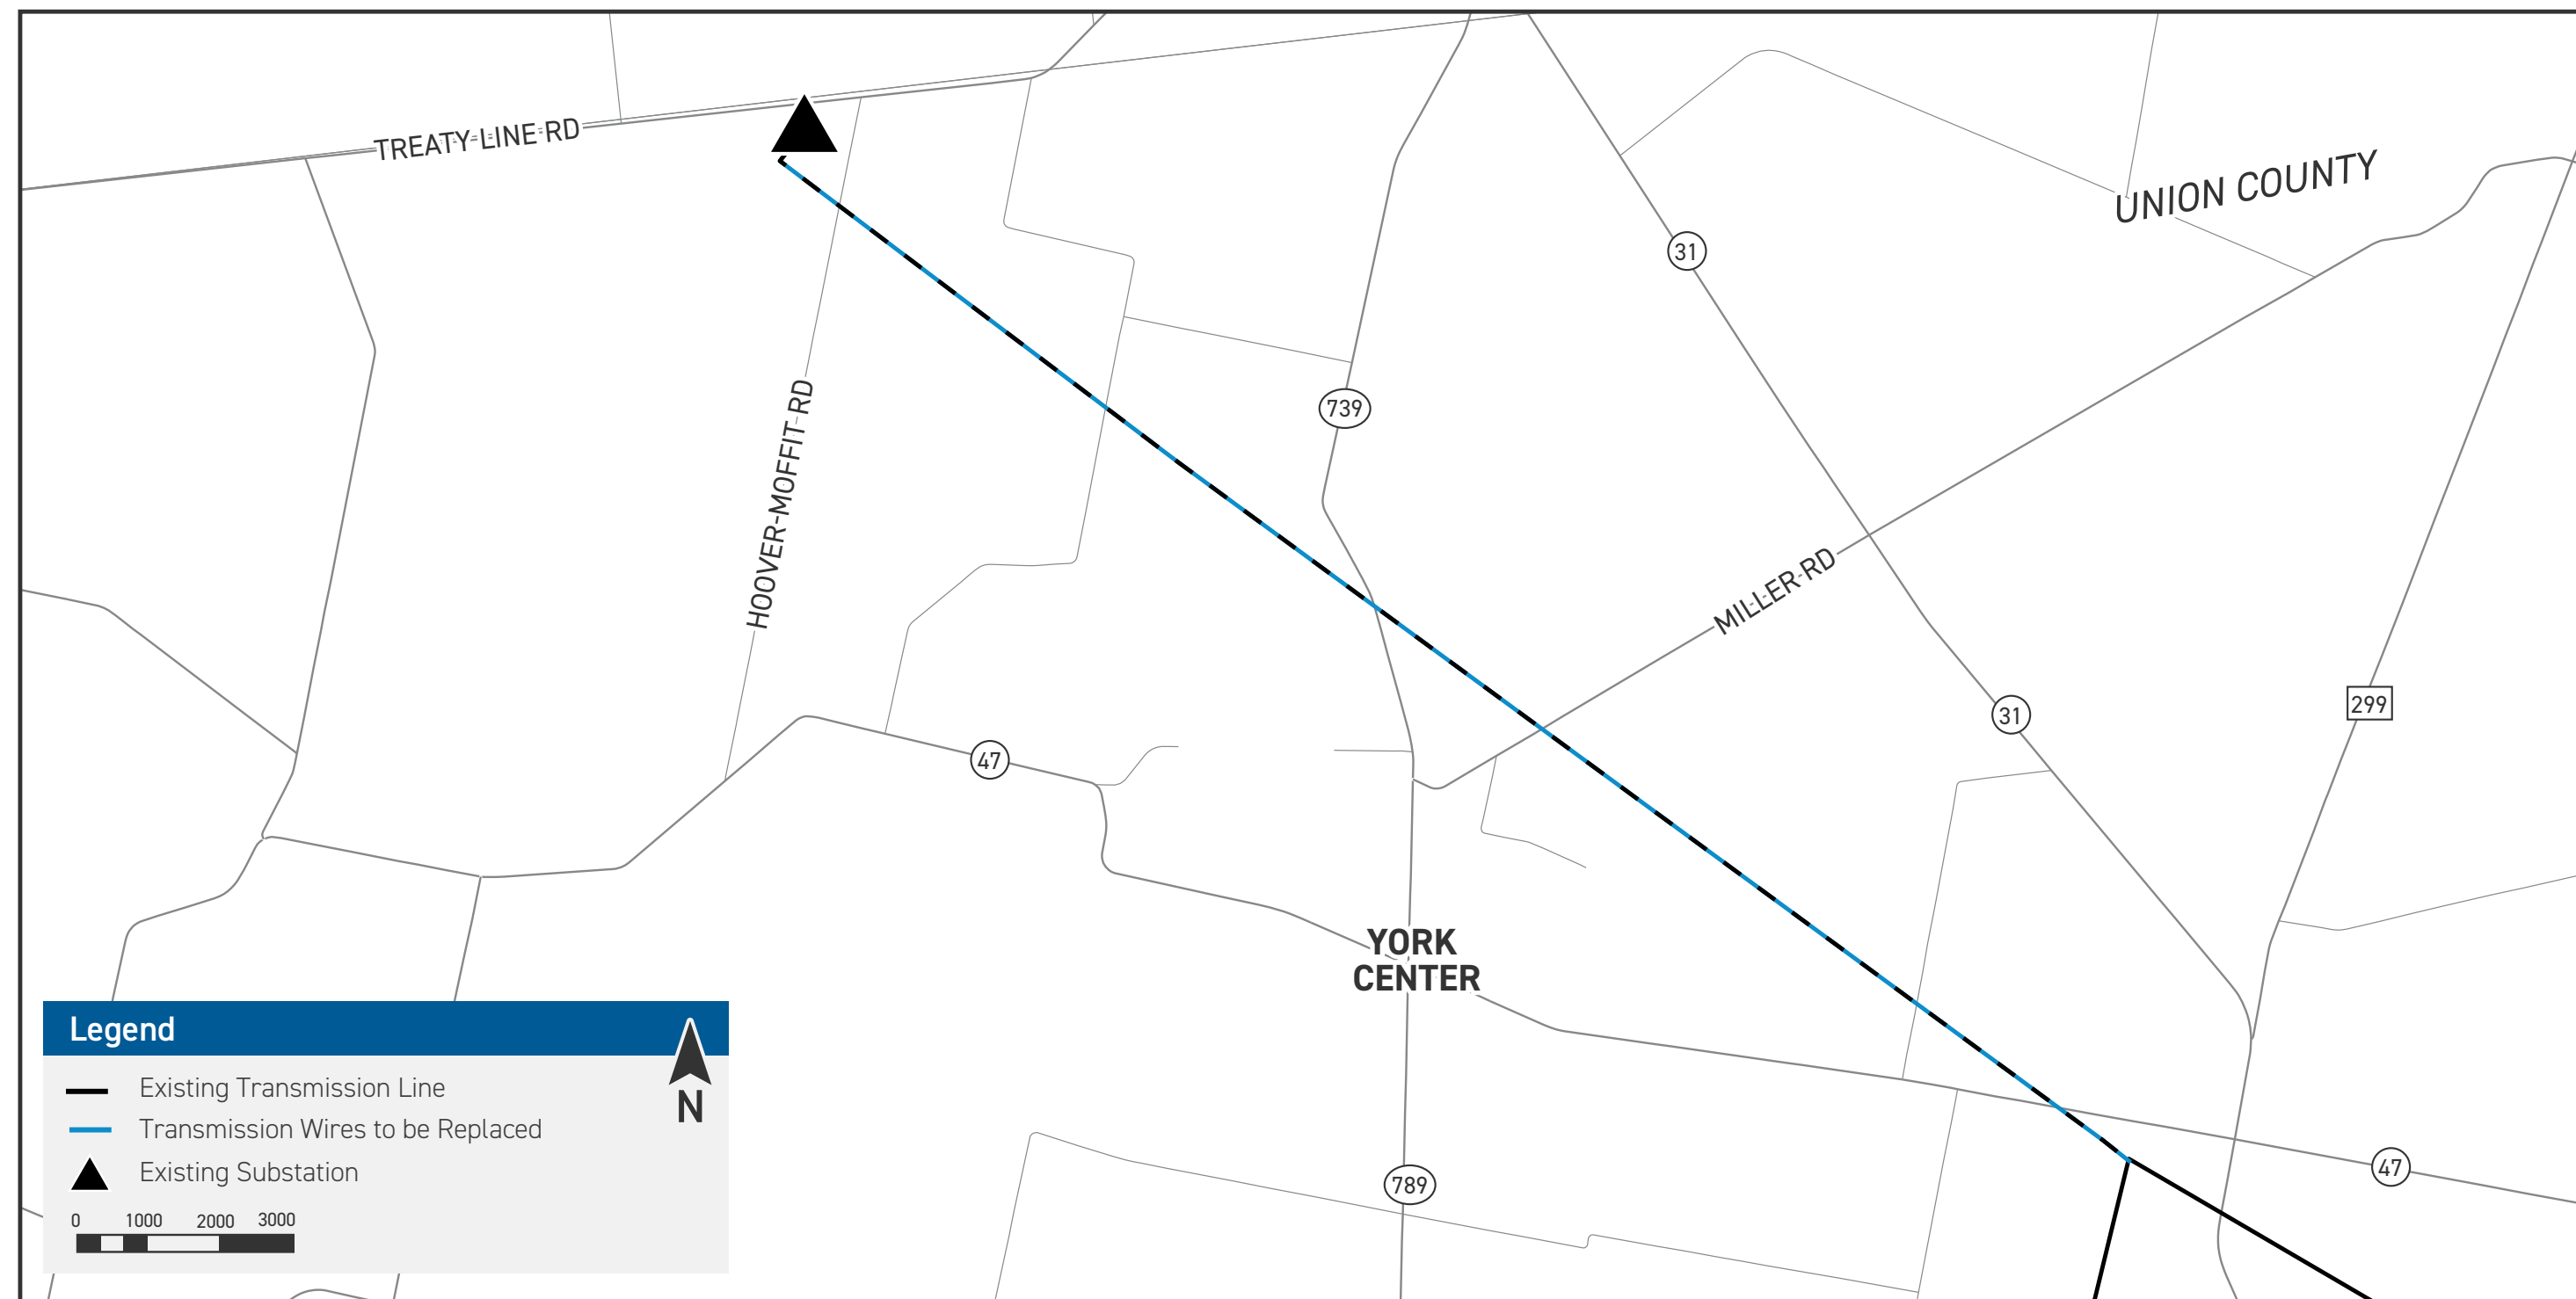 TREATY LINE RD
UNION COUNTY
31
HOOVER-MOFFIT RD
739
MILLER RD
299
31
47
YORK
CENTER
47
789
Legend
N
Existing Transmission Line
Transmission Wires to be Replaced
Existing Substation
0 1000 2000 3000